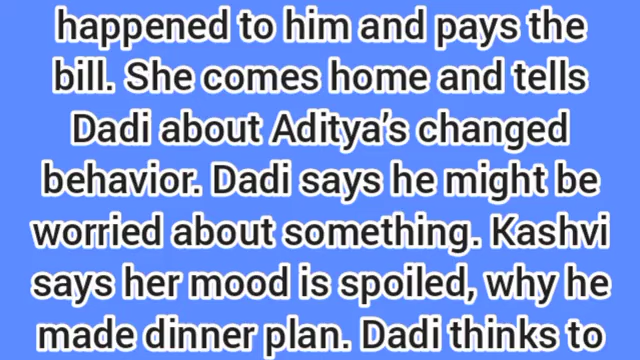 happened to him and pays the
bill. She comes home and tells
Dadi about Aditya's changed
behavior. Dadi says he might be
worried about something. Kashvi
says her mood is spoiled, why he
made dinner plan. Dadi thinks to